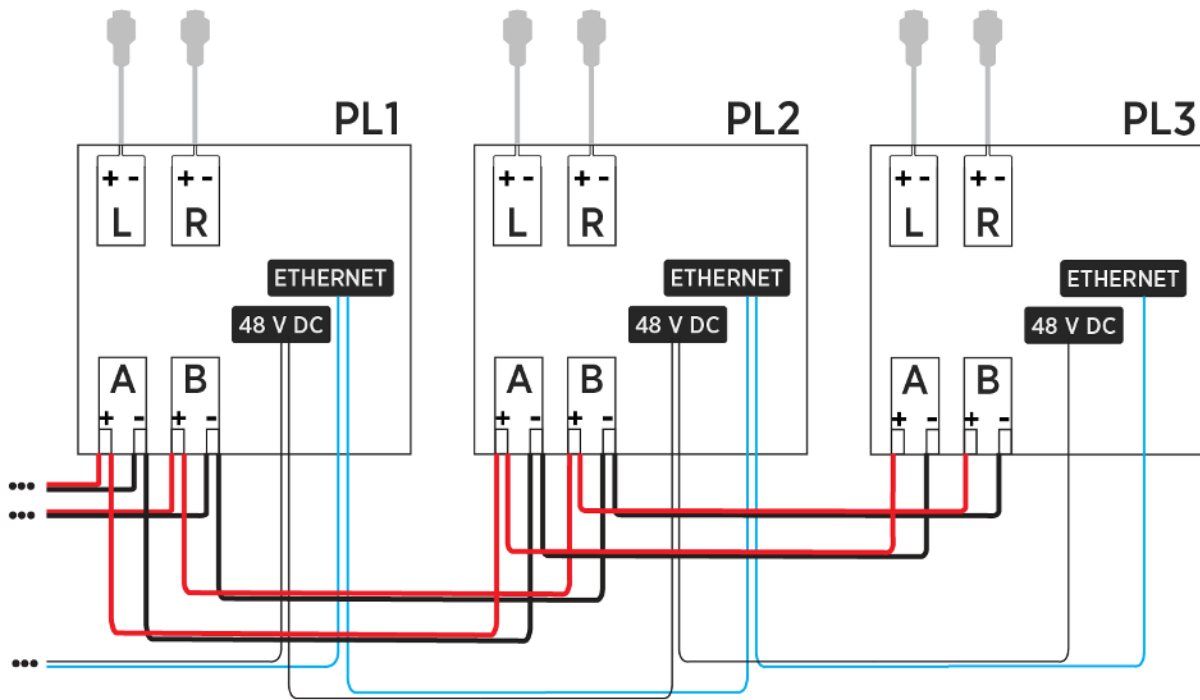 PL1 PL2 PL3
+ - + - + - + - + - + -
L R L R L R
ETHERNET ETHERNET ETHERNET
48 V DC 48 V DC 48 V DC
A B A B A B
+ - + - + - + - + - + -
•••
•••
•••